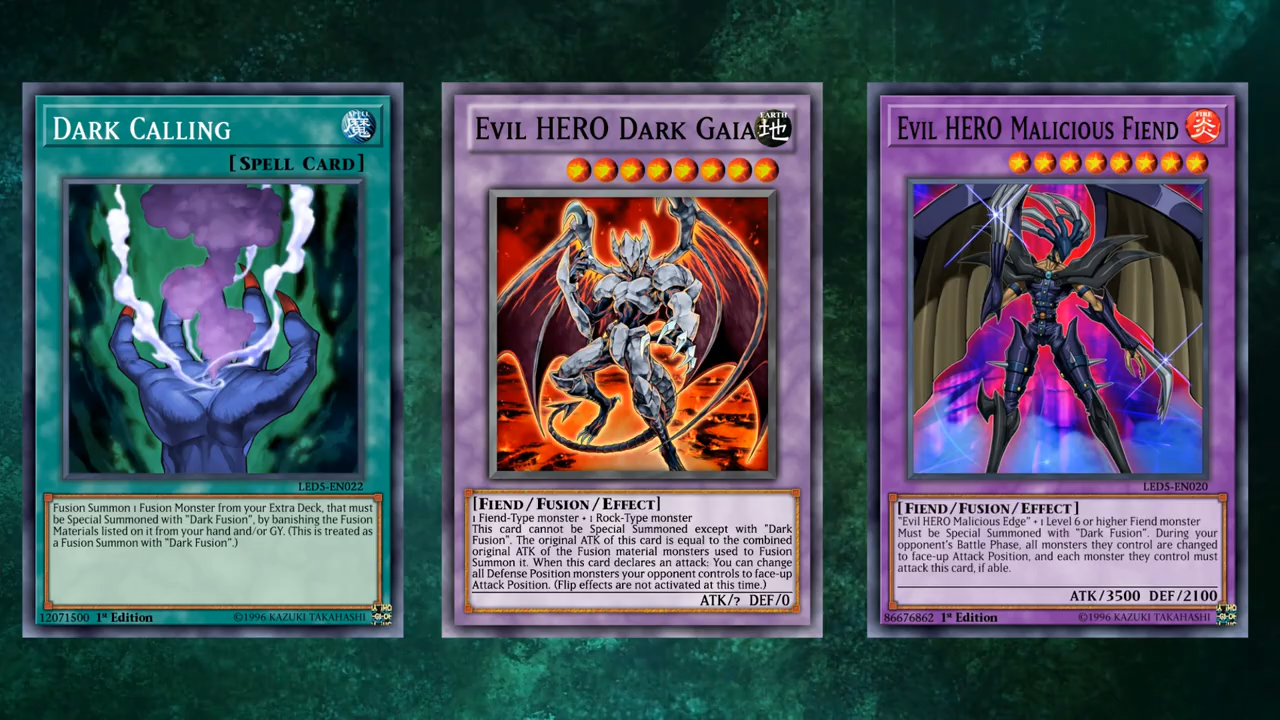 DARK CALLING
SPELL
魔
[SPELL CARD]
LED5-EN022
Fusion Summon 1 Fusion Monster from your Extra Deck, that must
be Special Summoned with "Dark Fusion", by banishing the Fusion
Materials listed on it from your hand and/or GY. (This is treated as
a Fusion Summon with "Dark Fusion".)
12071500 1st Edition ©1996 KAZUKI TAKAHASHI
EVIL HERO DARK GAIA
EARTH
地
[FIEND/FUSION/EFFECT]
1 Fiend-Type monster + 1 Rock-Type monster
This card cannot be Special Summoned except with "Dark
Fusion". The original ATK of this card is equal to the combined
original ATK of the Fusion material monsters used to Fusion
Summon it. When this card declares an attack: You can change
all Defense Position monsters your opponent controls to face-up
Attack Position. (Flip effects are not activated at this time.)
ATK/? DEF/0
EVIL HERO MALICIOUS FIEND
FIRE
炎
LED5-EN020
[FIEND/FUSION/EFFECT]
"Evil HERO Malicious Edge" + 1 Level 6 or higher Fiend monster
Must be Special Summoned with "Dark Fusion". During your
opponent's Battle Phase, all monsters they control are changed
to face-up Attack Position, and each monster they control must
attack this card, if able.
ATK/3500 DEF/2100
86676862 1st Edition ©1996 KAZUKI TAKAHASHI